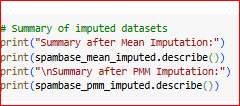 # Summary of imputed datasets
print("Summary after Mean Imputation:")
print(spambase_mean_imputed.describe())
print("\nSummary after PMM Imputation:")
print(spambase_pmm_imputed.describe())